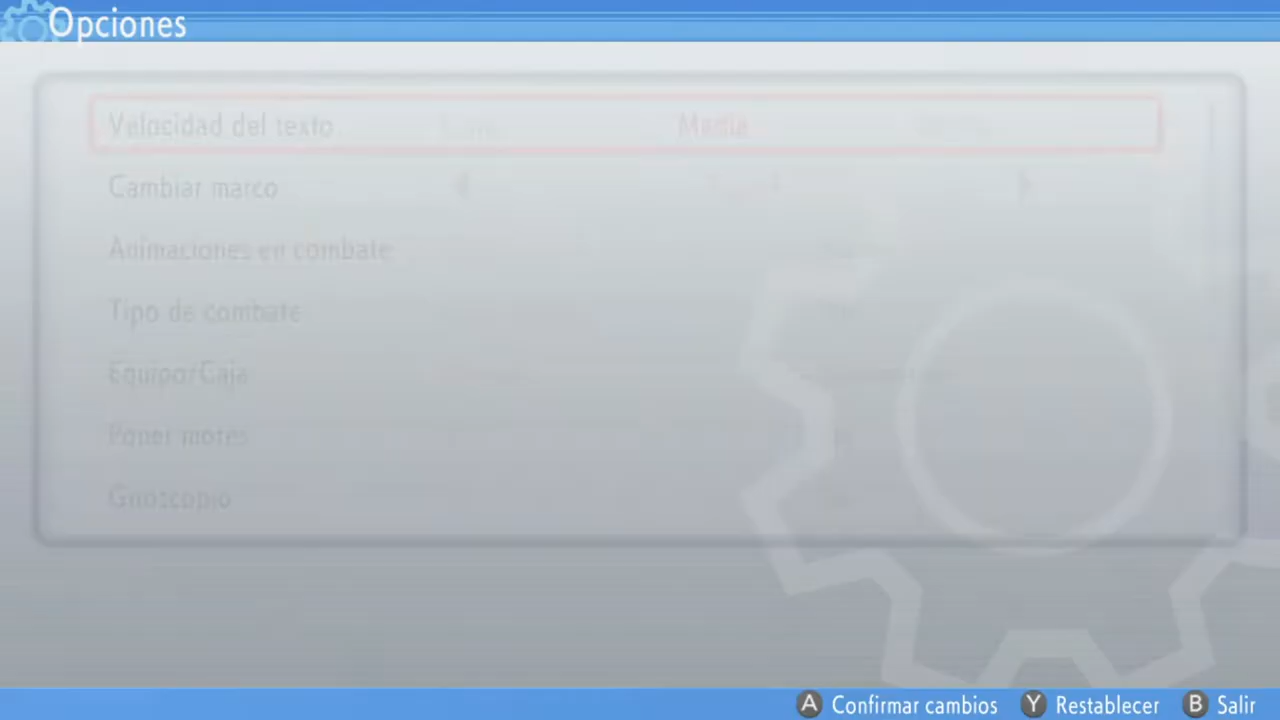 Opciones
Velocidad del texto Media
Cambiar marco
Animaciones en combate
Tipo de combate
Equipo/Caja
Poner motes
Giroscopio
A Confirmar cambios Y Restablecer B Salir